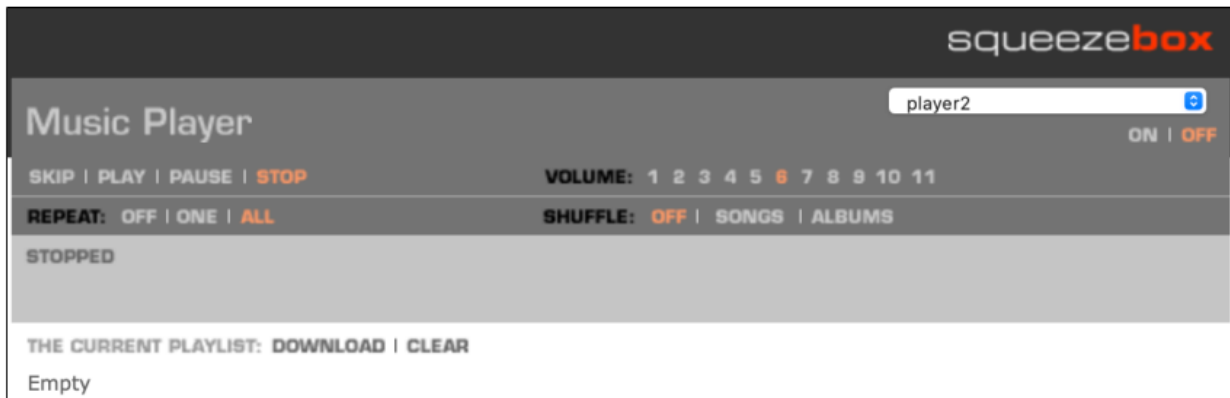 squeezebox
Music Player
player2
ON | OFF
SKIP | PLAY | PAUSE | STOP
VOLUME: 1 2 3 4 5 6 7 8 9 10 11
REPEAT: OFF | ONE | ALL
SHUFFLE: OFF | SONGS | ALBUMS
STOPPED
THE CURRENT PLAYLIST: DOWNLOAD | CLEAR
Empty